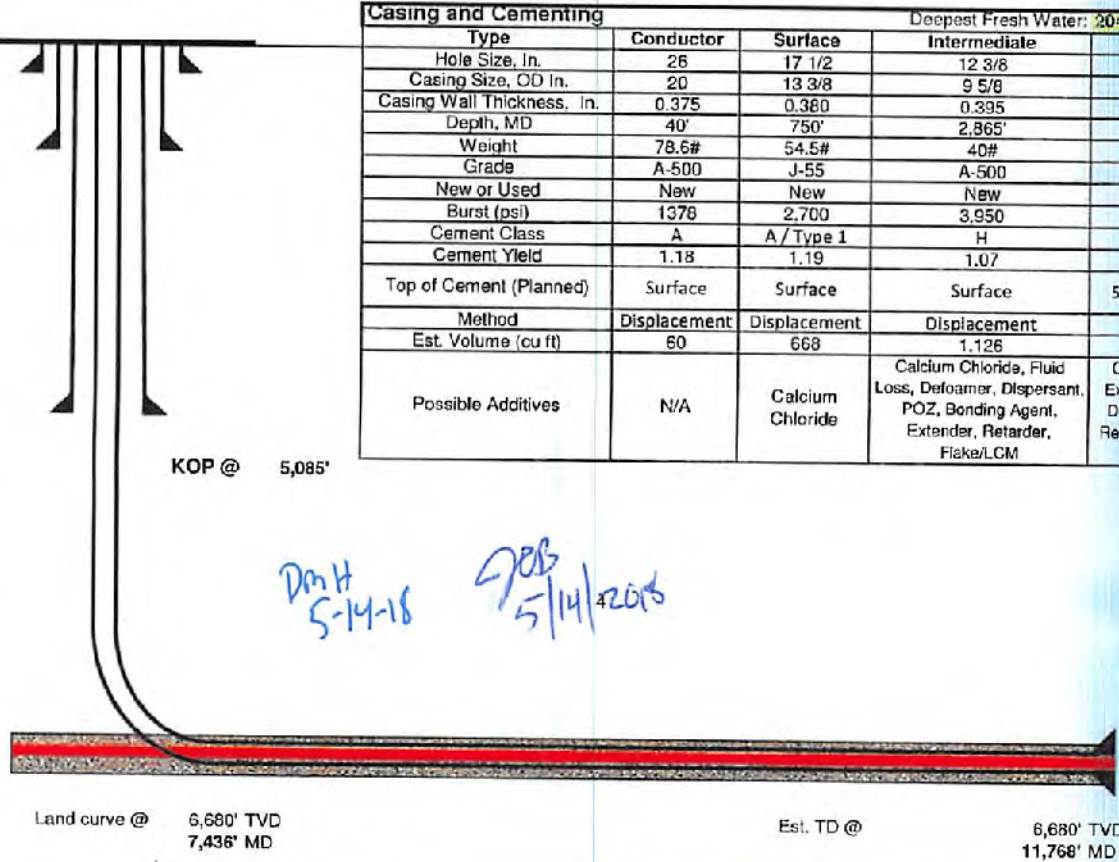 Casing and Cementing Deepest Fresh Water: 204
Type Conductor Surface Intermediate
Hole Size, In. 26 17 1/2 12 3/8
Casing Size, OD In. 20 13 3/8 9 5/8
Casing Wall Thickness, In. 0.375 0.380 0.395
Depth, MD 40' 750' 2,865'
Weight 78.6# 54.5# 40#
Grade A-500 J-55 A-500
New or Used New New New
Burst (psi) 1378 2,700 3,950
Cement Class A A / Type 1 H
Cement Yield 1.18 1.19 1.07
Top of Cement (Planned) Surface Surface Surface 5
Method Displacement Displacement Displacement
Est. Volume (cu ft) 60 668 1,126
Possible Additives N/A Calcium Chloride Calcium Chloride, Fluid
Loss, Defoamer, Dispersant,
POZ, Bonding Agent,
Extender, Retarder,
Flake/LCM
KOP @ 5,085'
DMH
5-14-18
JCB
5/14/2018
4
Land curve @ 6,680' TVD
7,436' MD
Est. TD @ 6,680' TVD
11,768' MD